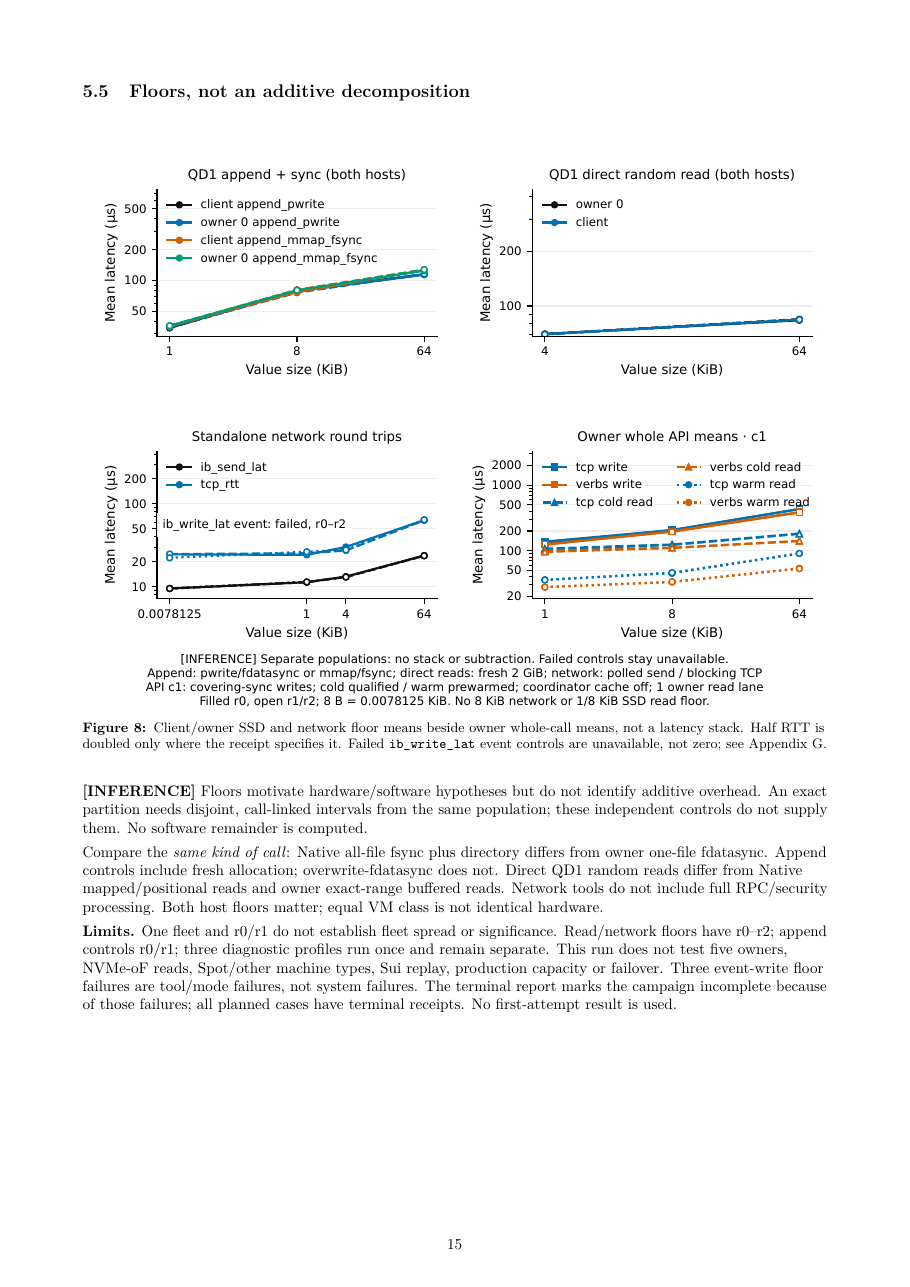 5.5 Floors, not an additive decomposition
QD1 append + sync (both hosts)
Mean latency (µs)
500
200
100
50
client append_pwrite
owner 0 append_pwrite
client append_mmap_fsync
owner 0 append_mmap_fsync
1 8 64
Value size (KiB)
QD1 direct random read (both hosts)
Mean latency (µs)
200
100
owner 0
client
4 64
Value size (KiB)
Standalone network round trips
Mean latency (µs)
200
100
50
20
10
ib_send_lat
tcp_rtt
ib_write_lat event: failed, r0–r2
0.0078125 1 4 64
Value size (KiB)
Owner whole API means · c1
Mean latency (µs)
2000
1000
500
200
100
50
20
tcp write
verbs write
tcp cold read
verbs cold read
tcp warm read
verbs warm read
1 8 64
Value size (KiB)
[INFERENCE] Separate populations: no stack or subtraction. Failed controls stay unavailable.
Append: pwrite/fdatasync or mmap/fsync; direct reads: fresh 2 GiB; network: polled send / blocking TCP
API c1: covering-sync writes; cold qualified / warm prewarmed; coordinator cache off; 1 owner read lane
Filled r0, open r1/r2; 8 B = 0.0078125 KiB. No 8 KiB network or 1/8 KiB SSD read floor.
Figure 8: Client/owner SSD and network floor means beside owner whole-call means, not a latency stack. Half RTT is
doubled only where the receipt specifies it. Failed ib_write_lat event controls are unavailable, not zero; see Appendix G.
[INFERENCE] Floors motivate hardware/software hypotheses but do not identify additive overhead. An exact
partition needs disjoint, call-linked intervals from the same population; these independent controls do not supply
them. No software remainder is computed.
Compare the same kind of call: Native all-file fsync plus directory differs from owner one-file fdatasync. Append
controls include fresh allocation; overwrite-fdatasync does not. Direct QD1 random reads differ from Native
mapped/positional reads and owner exact-range buffered reads. Network tools do not include full RPC/security
processing. Both host floors matter; equal VM class is not identical hardware.
Limits. One fleet and r0/r1 do not establish fleet spread or significance. Read/network floors have r0–r2; append
controls r0/r1; three diagnostic profiles run once and remain separate. This run does not test five owners,
NVMe-oF reads, Spot/other machine types, Sui replay, production capacity or failover. Three event-write floor
failures are tool/mode failures, not system failures. The terminal report marks the campaign incomplete because
of those failures; all planned cases have terminal receipts. No first-attempt result is used.
15